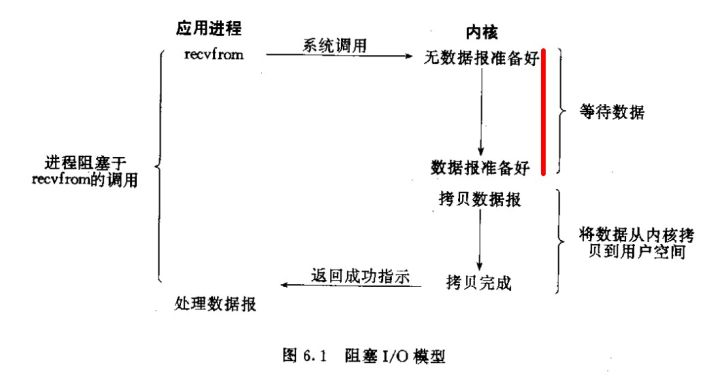 应用进程
内核
recvfrom
系统调用
无数据报准备好
等待数据
进程阻塞于
recvfrom的调用
数据报准备好
拷贝数据报
将数据从内核拷
贝到用户空间
返回成功指示
拷贝完成
处理数据报
图 6.1 阻塞 I/O 模型